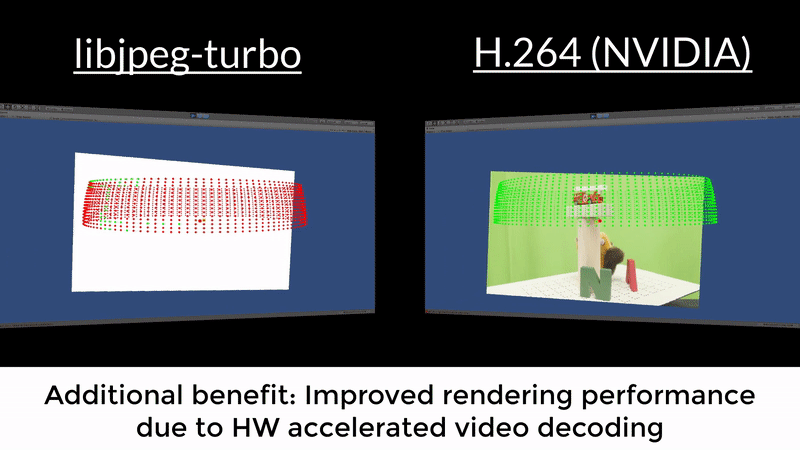 libjpeg-turbo
H.264 (NVIDIA)
N
Additional benefit: Improved rendering performance
due to HW accelerated video decoding